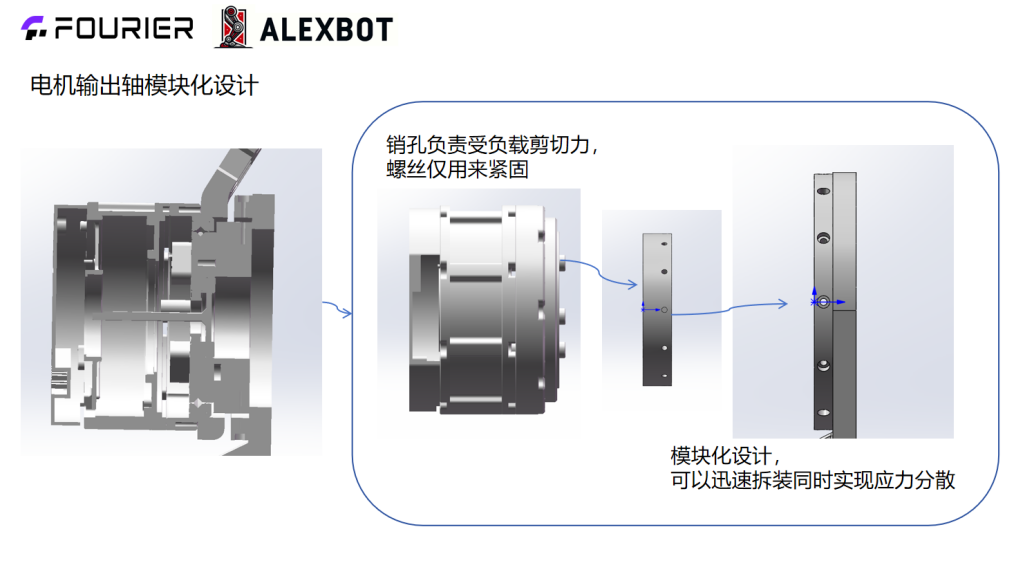 FOURIER
ALEXBOT
电机输出轴模块化设计
销孔负责受负载剪切力，
螺丝仅用来紧固
模块化设计，
可以迅速拆装同时实现应力分散